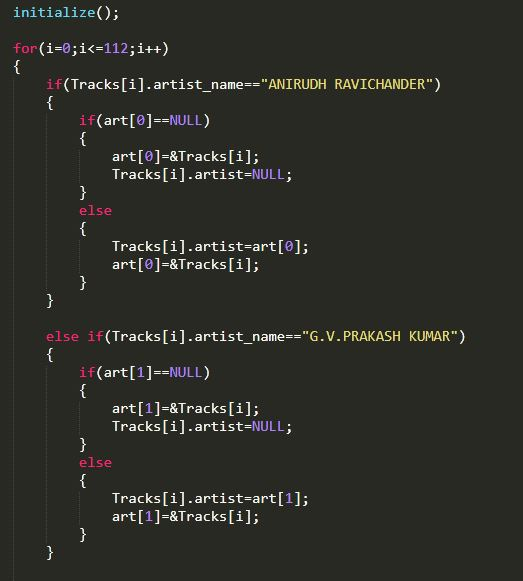 initialize();
for(i=0;i<=112;i++)
{
if(Tracks[i].artist_name=="ANIRUDH RAVICHANDER")
{
if(art[0]==NULL)
{
art[0]=&Tracks[i];
Tracks[i].artist=NULL;
}
else
{
Tracks[i].artist=art[0];
art[0]=&Tracks[i];
}
}
else if(Tracks[i].artist_name=="G.V.PRAKASH KUMAR")
{
if(art[1]==NULL)
{
art[1]=&Tracks[i];
Tracks[i].artist=NULL;
}
else
{
Tracks[i].artist=art[1];
art[1]=&Tracks[i];
}
}